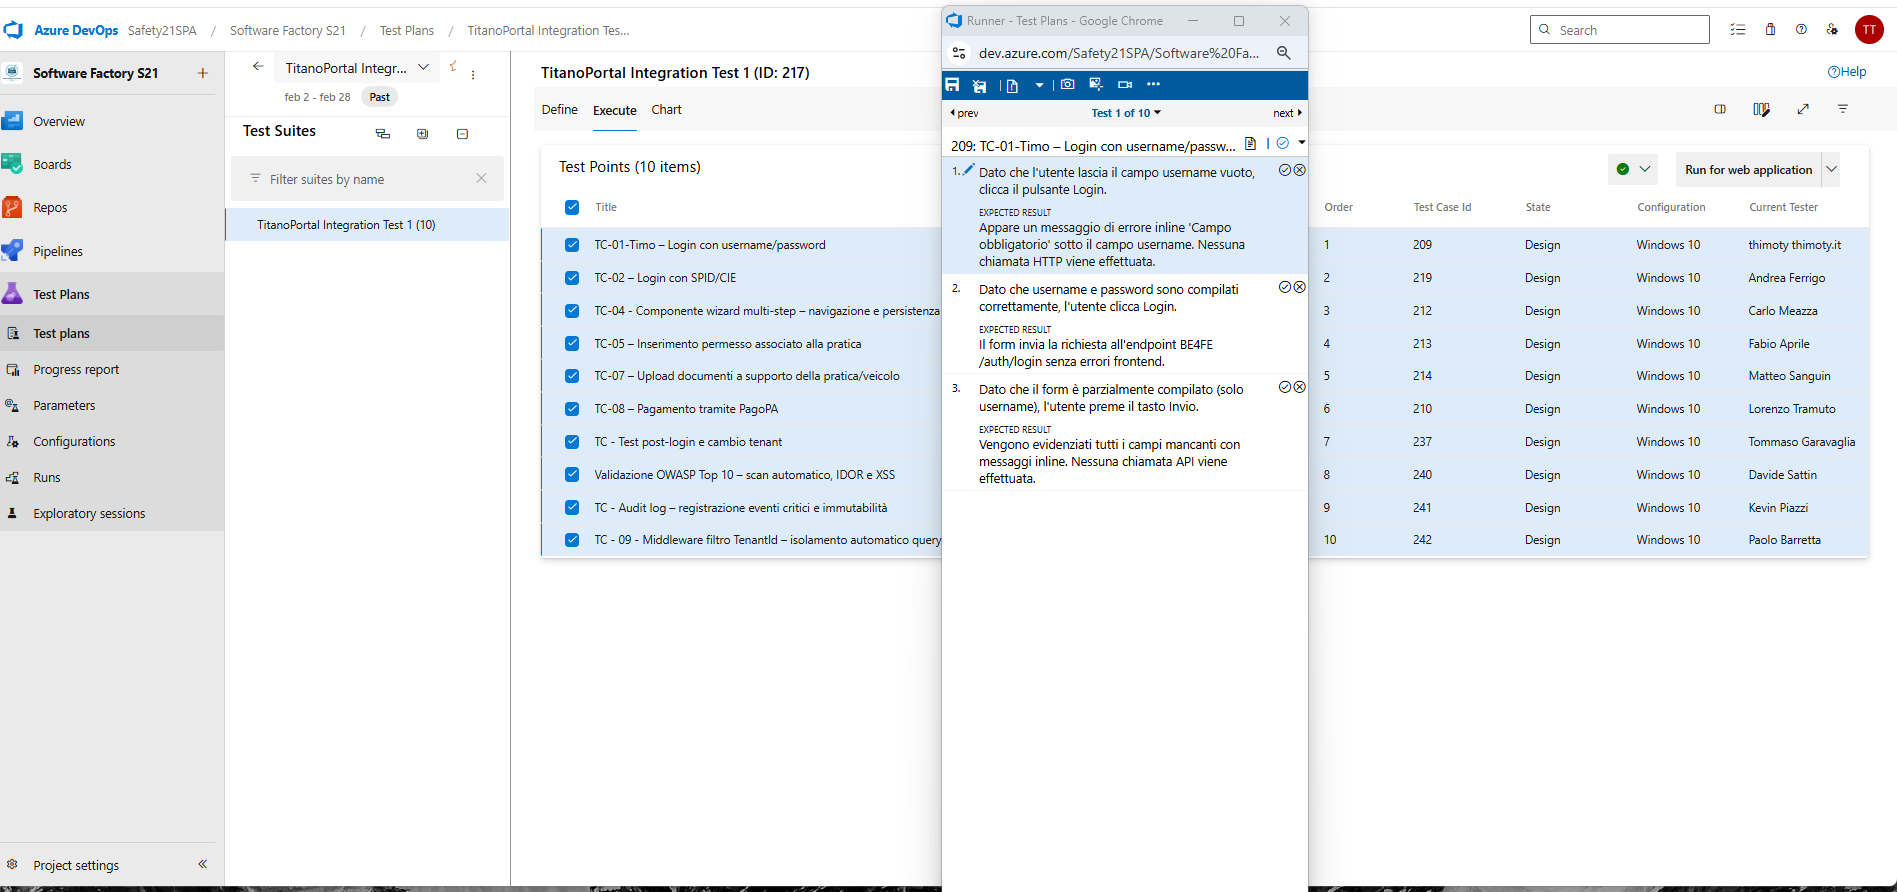 Azure DevOps Safety21SPA / Software Factory S21 / Test Plans / TitanoPortal Integration Tes...
Search
TT
Software Factory S21 +
Overview
Boards
Repos
Pipelines
Test Plans
Test plans
Progress report
Parameters
Configurations
Runs
Exploratory sessions
Project settings
TitanoPortal Integr...
feb 2 - feb 28 Past
Test Suites
Filter suites by name
TitanoPortal Integration Test 1 (10)
TitanoPortal Integration Test 1 (ID: 217)
Help
Define Execute Chart
Test Points (10 items)
Run for web application
Title Order Test Case Id State Configuration Current Tester
TC-01-Timo – Login con username/password 1 209 Design Windows 10 thimoty thimoty.it
TC-02 – Login con SPID/CIE 2 219 Design Windows 10 Andrea Ferrigo
TC-04 - Componente wizard multi-step – navigazione e persistenza 3 212 Design Windows 10 Carlo Meazza
TC-05 – Inserimento permesso associato alla pratica 4 213 Design Windows 10 Fabio Aprile
TC-07 – Upload documenti a supporto della pratica/veicolo 5 214 Design Windows 10 Matteo Sanguin
TC-08 – Pagamento tramite PagoPA 6 210 Design Windows 10 Lorenzo Tramuto
TC - Test post-login e cambio tenant 7 237 Design Windows 10 Tommaso Garavaglia
Validazione OWASP Top 10 – scan automatico, IDOR e XSS 8 240 Design Windows 10 Davide Sattin
TC - Audit log – registrazione eventi critici e immutabilità 9 241 Design Windows 10 Kevin Piazzi
TC - 09 - Middleware filtro TenantId – isolamento automatico query 10 242 Design Windows 10 Paolo Barretta
Runner - Test Plans - Google Chrome
dev.azure.com/Safety21SPA/Software%20Fa...
prev Test 1 of 10 next
209: TC-01-Timo – Login con username/passw...
1. Dato che l'utente lascia il campo username vuoto,
clicca il pulsante Login.
EXPECTED RESULT
Appare un messaggio di errore inline 'Campo
obbligatorio' sotto il campo username. Nessuna
chiamata HTTP viene effettuata.
2. Dato che username e password sono compilati
correttamente, l'utente clicca Login.
EXPECTED RESULT
Il form invia la richiesta all'endpoint BE4FE
/auth/login senza errori frontend.
3. Dato che il form è parzialmente compilato (solo
username), l'utente preme il tasto Invio.
EXPECTED RESULT
Vengono evidenziati tutti i campi mancanti con
messaggi inline. Nessuna chiamata API viene
effettuata.